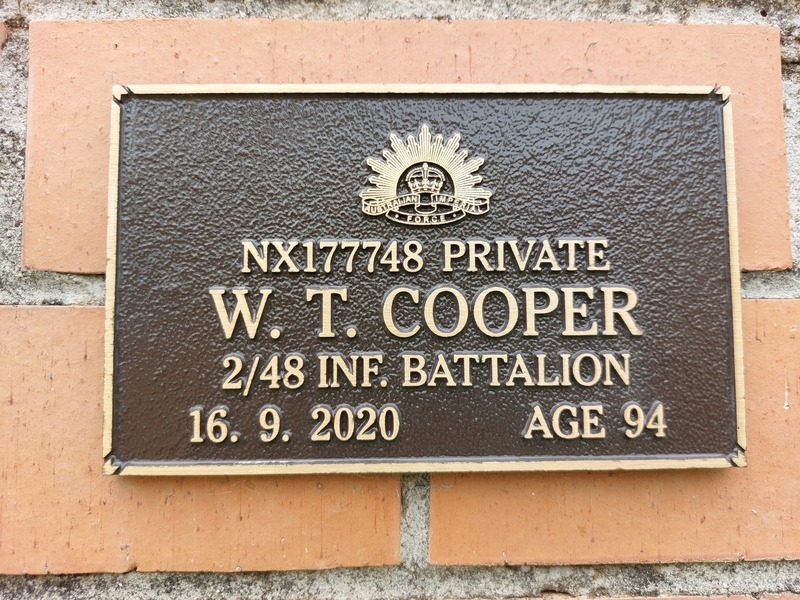 AUSTRALIAN IMPERIAL
FORCE
NX177748 PRIVATE
W. T. COOPER
2/48 INF. BATTALION
16. 9. 2020 AGE 94